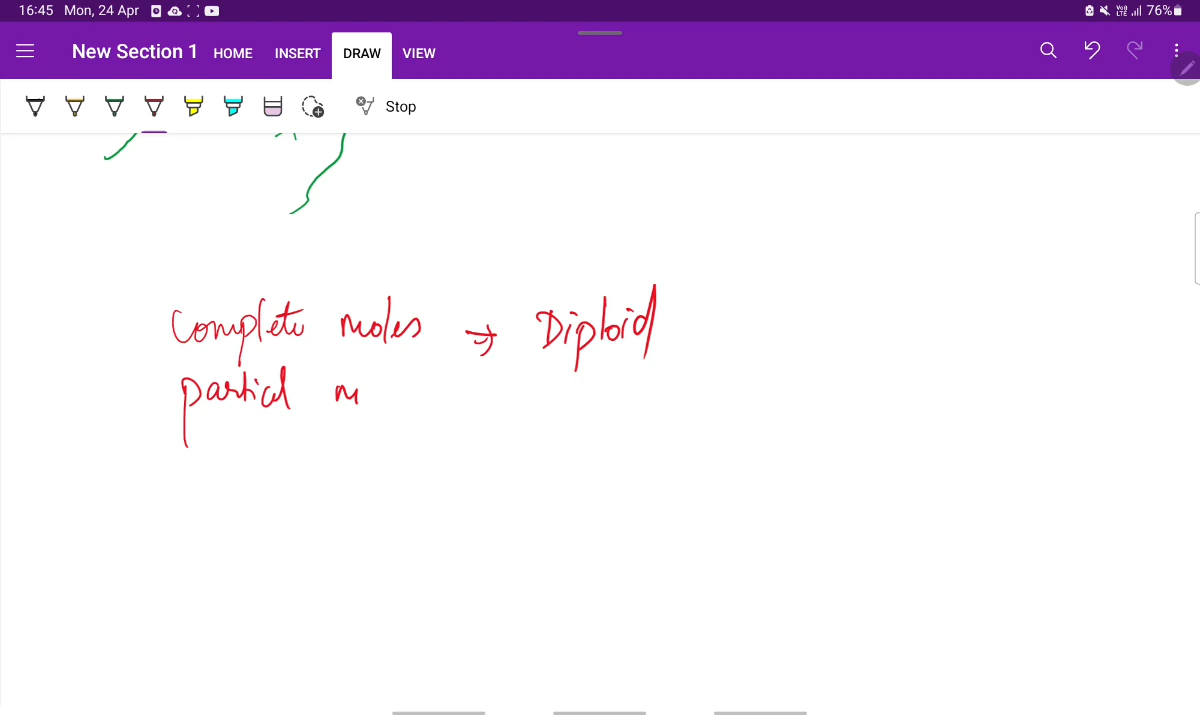 16:45 Mon, 24 Apr 76%
New Section 1 HOME INSERT DRAW VIEW
Stop
Complete moles → Diploid
partial m